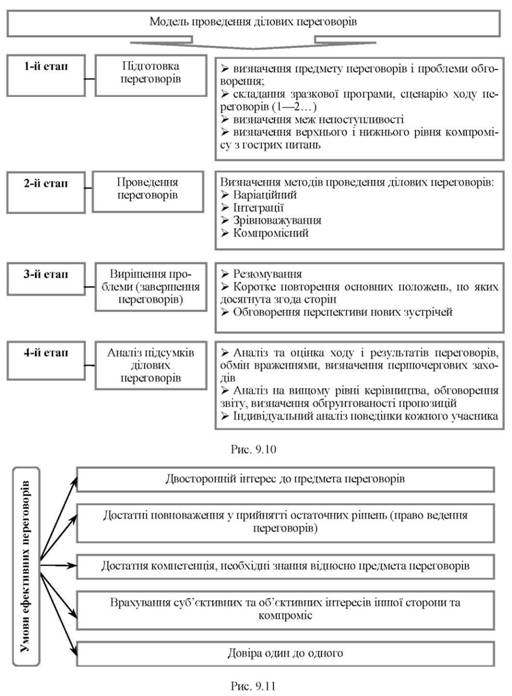 Модель проведення ділових переговорів
1-й етап
Підготовка
переговорів
➢ визначення предмету переговорів і проблеми обго-
ворення;
➢ складання зразкової програми, сценарію ходу пе-
реговорів (1—2…)
➢ визначення меж непоступливості
➢ визначення верхнього і нижнього рівня компромі-
су з гострих питань
2-й етап
Проведення
переговорів
Визначення методів проведення ділових переговорів:
➢ Варіаційний
➢ Інтеграції
➢ Зрівноважування
➢ Компромісний
3-й етап
Вирішення про-
блеми (завершення
переговорів)
➢ Резюмування
➢ Коротке повторення основних положень, по яких
досягнута згода сторін
➢ Обговорення перспективи нових зустрічей
4-й етап
Аналіз підсумків
ділових
переговорів
➢ Аналіз та оцінка ходу і результатів переговорів,
обмін враженнями, визначення першочергових захо-
дів
➢ Аналіз на вищому рівні керівництва, обговорення
звіту, визначення обґрунтованості пропозицій
➢ Індивідуальний аналіз поведінки кожного учасника
Рис. 9.10
Умови ефективних переговорів
Двосторонній інтерес до предмета переговорів
Достатні повноваження у прийнятті остаточних рішень (право ведення
переговорів)
Достатня компетенція, необхідні знання відносно предмета переговорів
Врахування суб’єктивних та об’єктивних інтересів іншої сторони та
компроміс
Довіра один до одного
Рис. 9.11